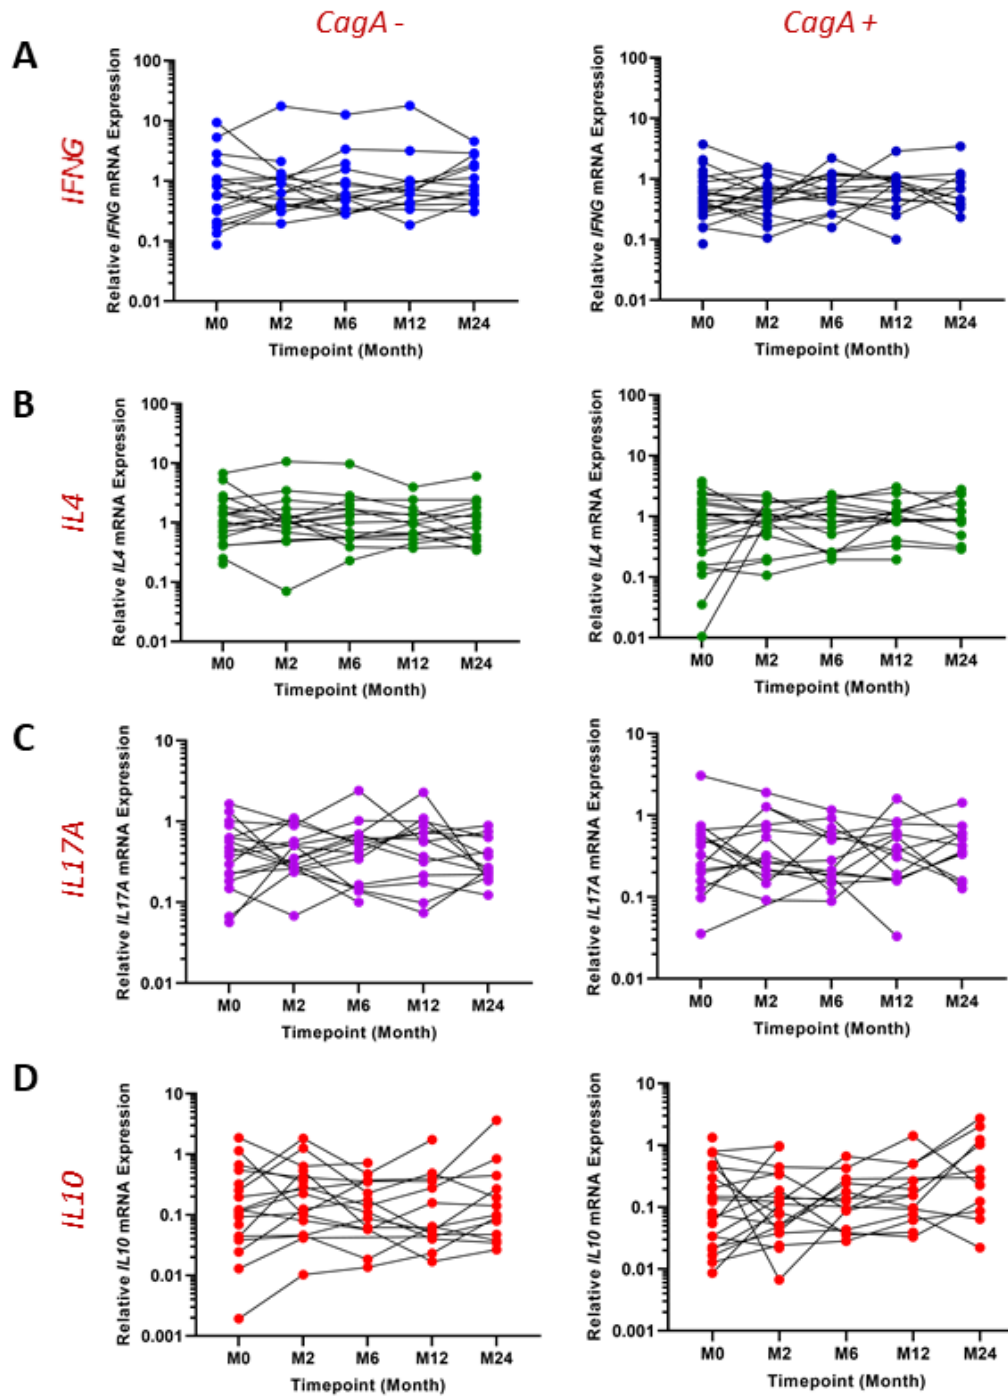 CagA -
CagA +
A
IFNG
Relative IFNG mRNA Expression
100
10
1
0.1
0.01
M0 M2 M6 M12 M24
Timepoint (Month)
Relative IFNG mRNA Expression
100
10
1
0.1
0.01
M0 M2 M6 M12 M24
Timepoint (Month)
B
IL4
Relative IL4 mRNA Expression
100
10
1
0.1
0.01
M0 M2 M6 M12 M24
Timepoint (Month)
Relative IL4 mRNA Expression
100
10
1
0.1
0.01
M0 M2 M6 M12 M24
Timepoint (Month)
C
IL17A
Relative IL17A mRNA Expression
10
1
0.1
0.01
M0 M2 M6 M12 M24
Timepoint (Month)
Relative IL17A mRNA Expression
10
1
0.1
0.01
M0 M2 M6 M12 M24
Timepoint (Month)
D
IL10
Relative IL10 mRNA Expression
10
1
0.1
0.01
0.001
M0 M2 M6 M12 M24
Timepoint (Month)
Relative IL10 mRNA Expression
10
1
0.1
0.01
0.001
M0 M2 M6 M12 M24
Timepoint (Month)